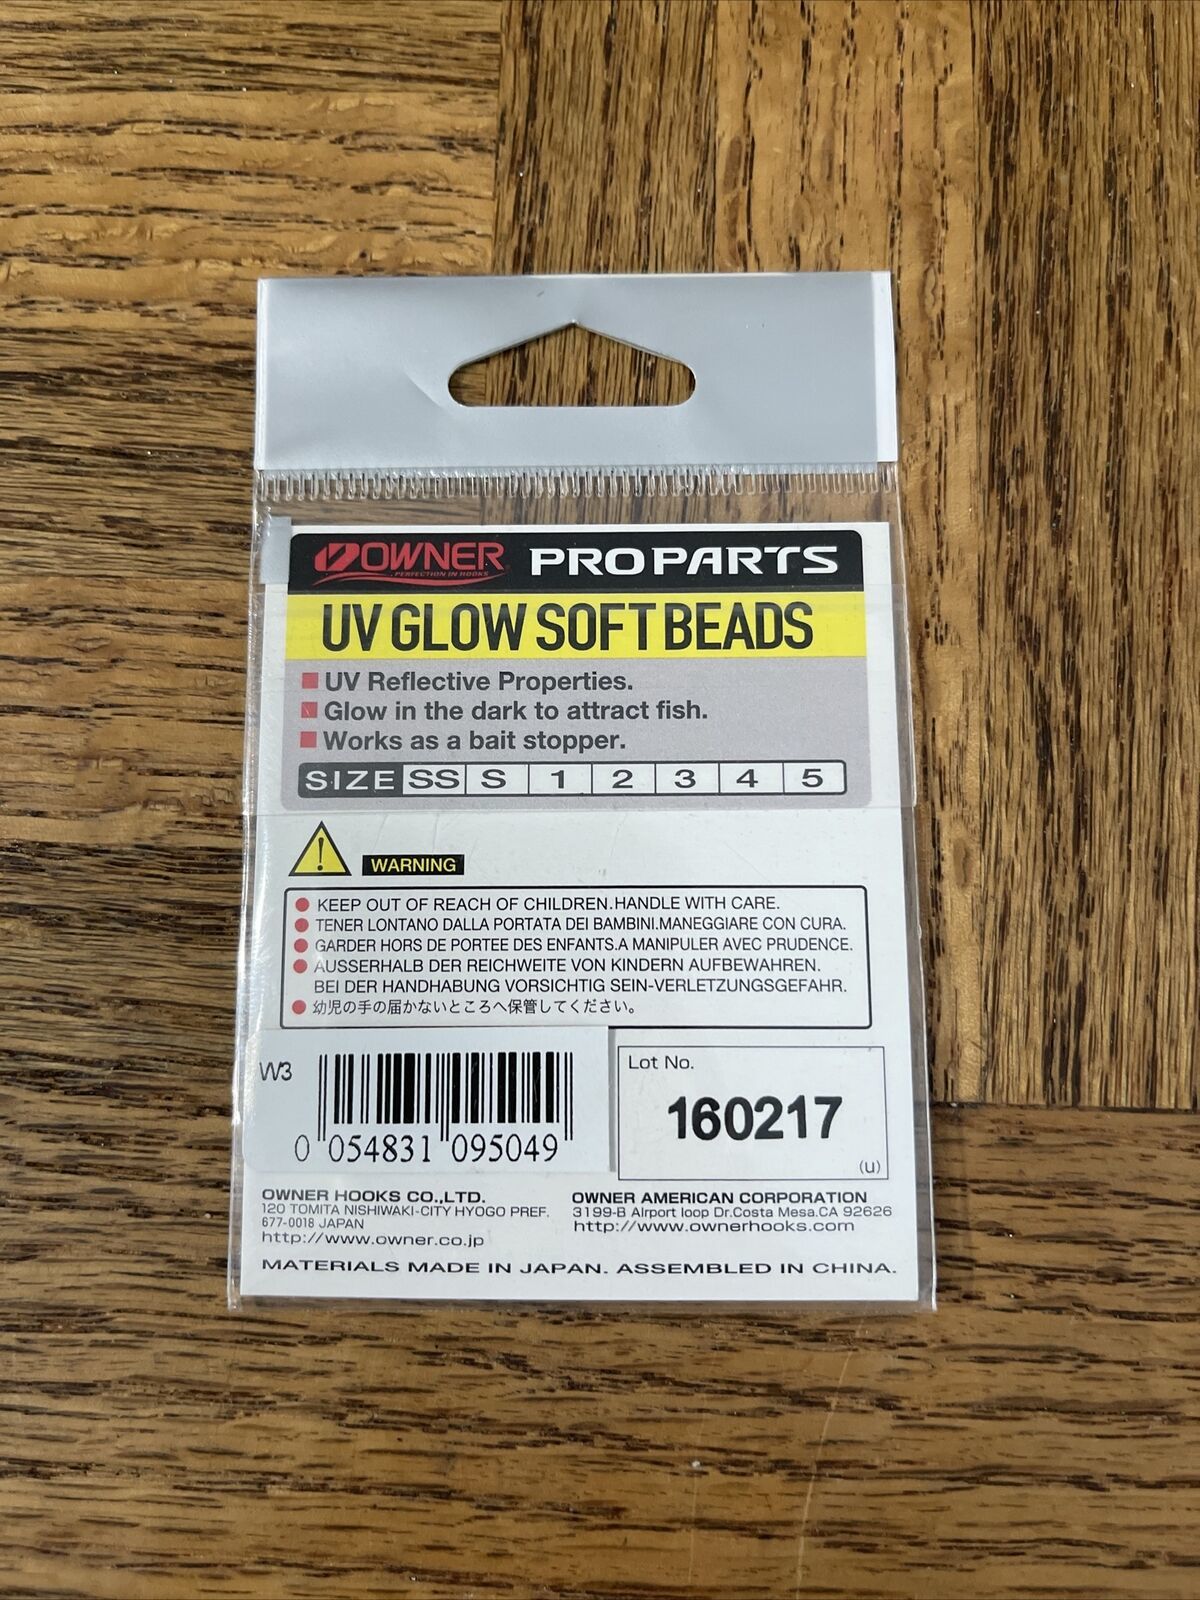 OWNER PRO PARTS
PERFECTION IN HOOKS
UV GLOW SOFT BEADS
UV Reflective Properties.
Glow in the dark to attract fish.
Works as a bait stopper.
SIZE SS S 1 2 3 4 5
WARNING
KEEP OUT OF REACH OF CHILDREN.HANDLE WITH CARE.
TENER LONTANO DALLA PORTATA DEI BAMBINI.MANEGGIARE CON CURA.
GARDER HORS DE PORTEE DES ENFANTS.A MANIPULER AVEC PRUDENCE.
AUSSERHALB DER REICHWEITE VON KINDERN AUFBEWAHREN.
BEI DER HANDHABUNG VORSICHTIG SEIN-VERLETZUNGSGEFAHR.
幼児の手の届かないところへ保管してください。
W3
0 054831 095049
Lot No.
160217
(u)
OWNER HOOKS CO.,LTD.
120 TOMITA NISHIWAKI-CITY HYOGO PREF.
677-0018 JAPAN
http://www.owner.co.jp
OWNER AMERICAN CORPORATION
3199-B AIrport loop Dr.Costa Mesa.CA 92626
http://www.ownerhooks.com
MATERIALS MADE IN JAPAN. ASSEMBLED IN CHINA.